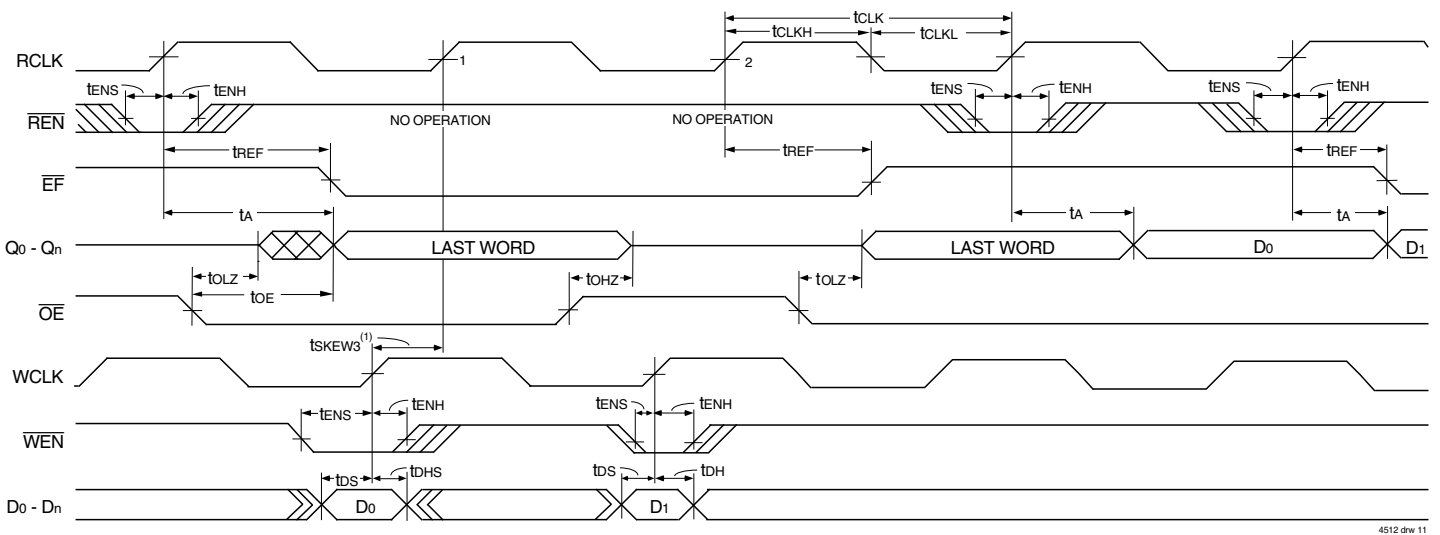 tCLK
tCLKH tCLKL
RCLK 1 2
tENS tENH tENS tENH tENS tENH
REN NO OPERATION NO OPERATION
tREF tREF tREF
EF
tA tA tA
Q0 - Qn LAST WORD LAST WORD D0 D1
tOLZ tOHZ tOLZ
tOE
OE
tSKEW3(1)
WCLK
tENS tENH tENS tENH
WEN
tDS tDHS tDS tDH
D0 - Dn D0 D1
4512 drw 11